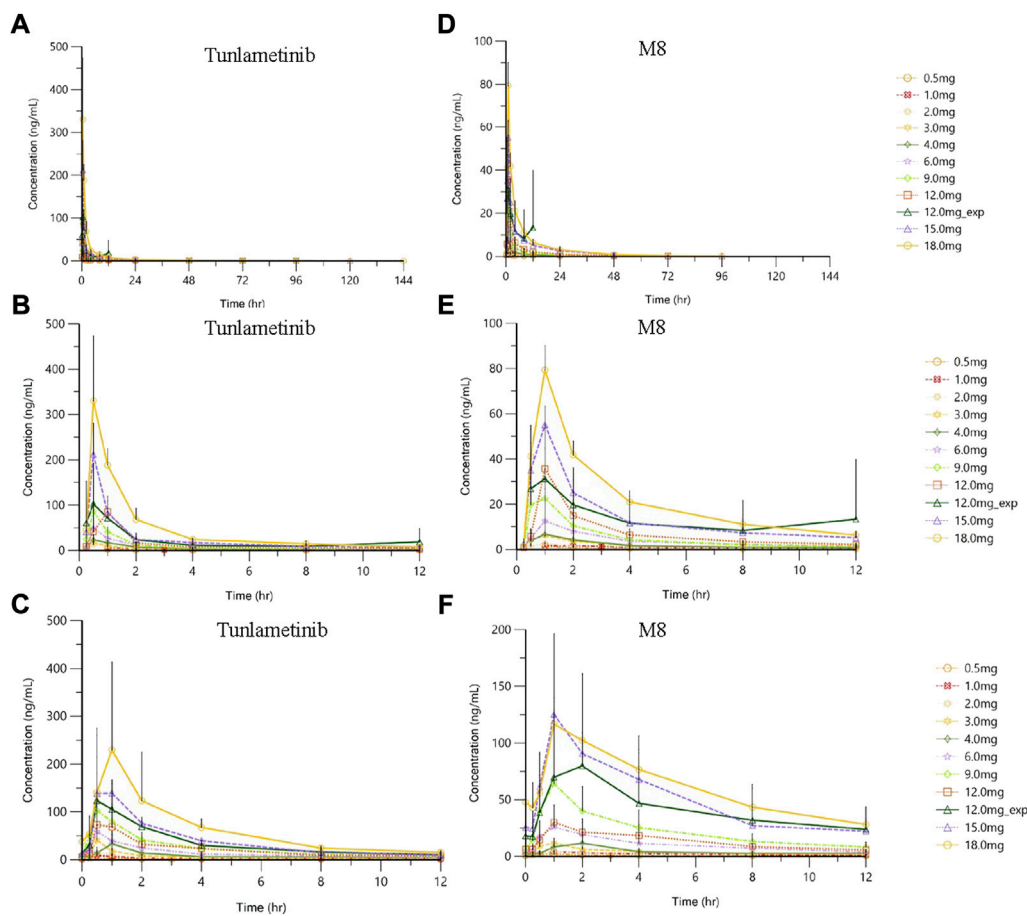 A
Tunlametinib
Concentration (ng/mL)
500
400
300
200
100
0
0 24 48 72 96 120 144
Time (hr)
D
M8
Concentration (ng/mL)
100
80
60
40
20
0
0 24 48 72 96 120 144
Time (hr)
0.5mg
1.0mg
2.0mg
3.0mg
4.0mg
6.0mg
9.0mg
12.0mg
12.0mg_exp
15.0mg
18.0mg
B
Tunlametinib
Concentration (ng/mL)
500
400
300
200
100
0
0 2 4 6 8 10 12
Time (hr)
E
M8
Concentration (ng/mL)
100
80
60
40
20
0
0 2 4 6 8 10 12
Time (hr)
0.5mg
1.0mg
2.0mg
3.0mg
4.0mg
6.0mg
9.0mg
12.0mg
12.0mg_exp
15.0mg
18.0mg
C
Tunlametinib
Concentration (ng/mL)
500
400
300
200
100
0
0 2 4 6 8 10 12
Time (hr)
F
M8
Concentration (ng/mL)
200
150
100
50
0
0 2 4 6 8 10 12
Time (hr)
0.5mg
1.0mg
2.0mg
3.0mg
4.0mg
6.0mg
9.0mg
12.0mg
12.0mg_exp
15.0mg
18.0mg